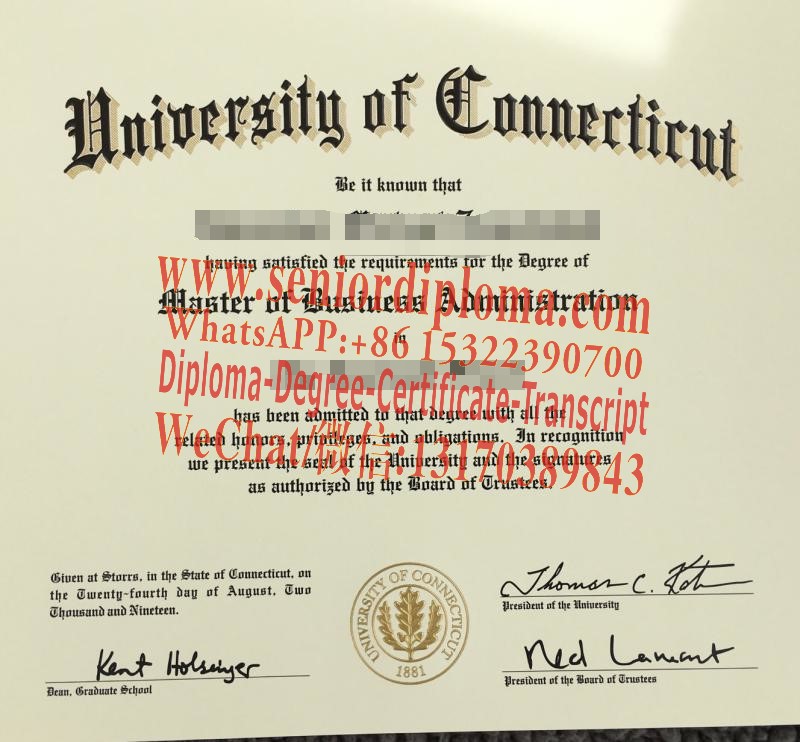 University of Connecticut
Be it known that
having satisfied the requirements for the Degree of
www.seniordiploma.com
Master of Business Administration
in
WhatsAPP:+86 15322390700
Diploma-Degree-Certificate-Transcript
has been admitted to that degree with all the
WeChat/微信:13170389843
related honors, privileges, and obligations. In recognition
we present the seal of the University and the signatures
as authorized by the Board of Trustees.
Given at Storrs, in the State of Connecticut, on
the Twenty-fourth day of August, Two
Thousand and Nineteen.
UNIVERSITY OF CONNECTICUT
1881
Thomas C. Kat
President of the University
Kent Holsinger
Dean, Graduate School
Ned Lamont
President of the Board of Trustees